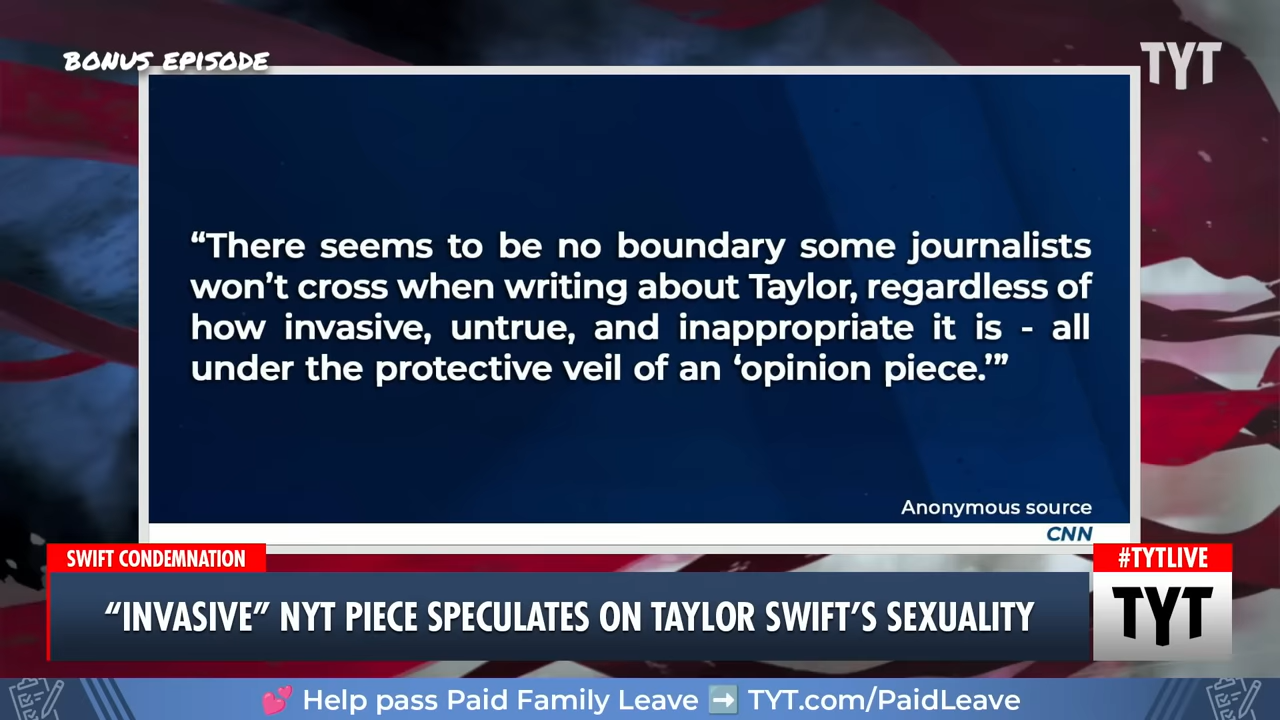 BONUS EPISODE
TYT
“There seems to be no boundary some journalists
won’t cross when writing about Taylor, regardless of
how invasive, untrue, and inappropriate it is - all
under the protective veil of an ‘opinion piece.’”
Anonymous source
CNN
SWIFT CONDEMNATION
#TYTLIVE
“INVASIVE” NYT PIECE SPECULATES ON TAYLOR SWIFT’S SEXUALITY
TYT
💕 Help pass Paid Family Leave ➡️ TYT.com/PaidLeave